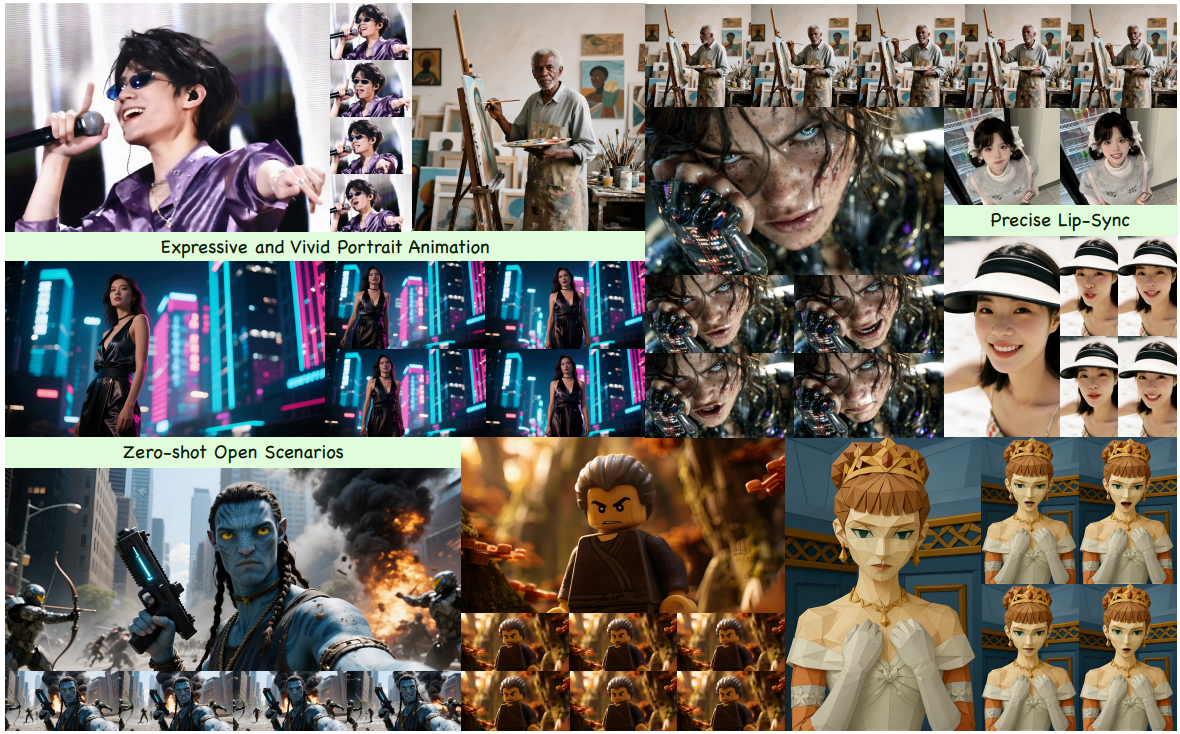 Expressive and Vivid Portrait Animation
Precise Lip-Sync
Zero-shot Open Scenarios